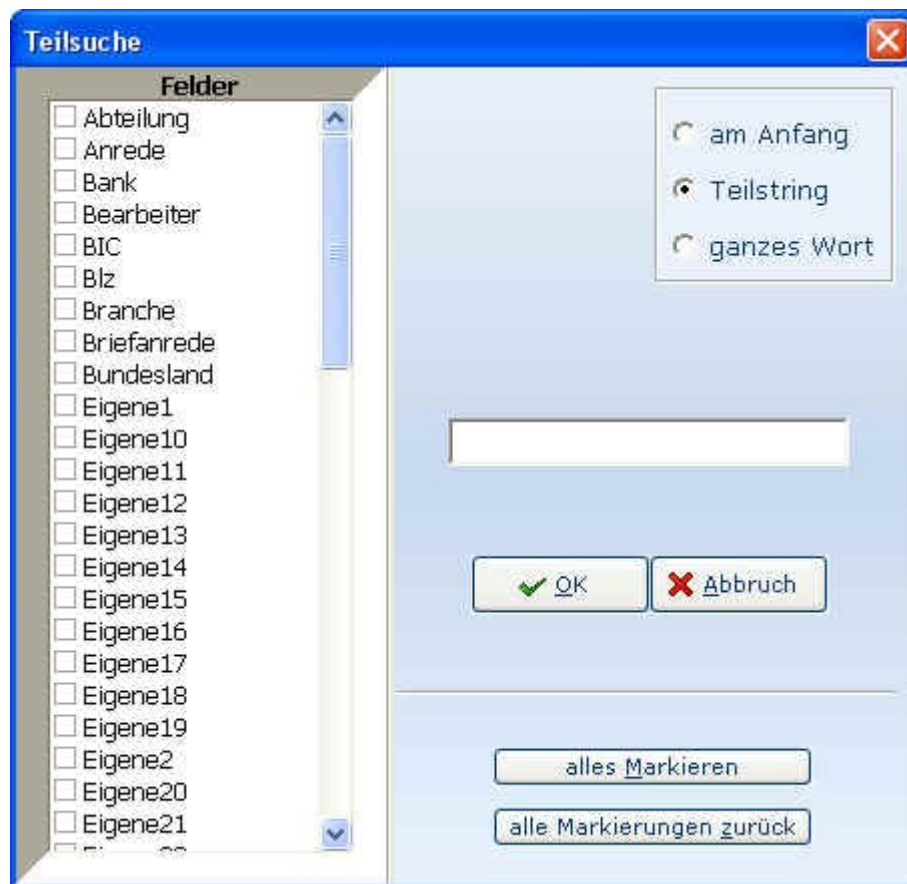 Teilsuche
Felder
Abteilung
Anrede
Bank
Bearbeiter
BIC
Blz
Branche
Briefanrede
Bundesland
Eigene1
Eigene10
Eigene11
Eigene12
Eigene13
Eigene14
Eigene15
Eigene16
Eigene17
Eigene18
Eigene19
Eigene2
Eigene20
Eigene21
am Anfang
Teilstring
ganzes Wort
OK
Abbruch
alles Markieren
alle Markierungen zurück